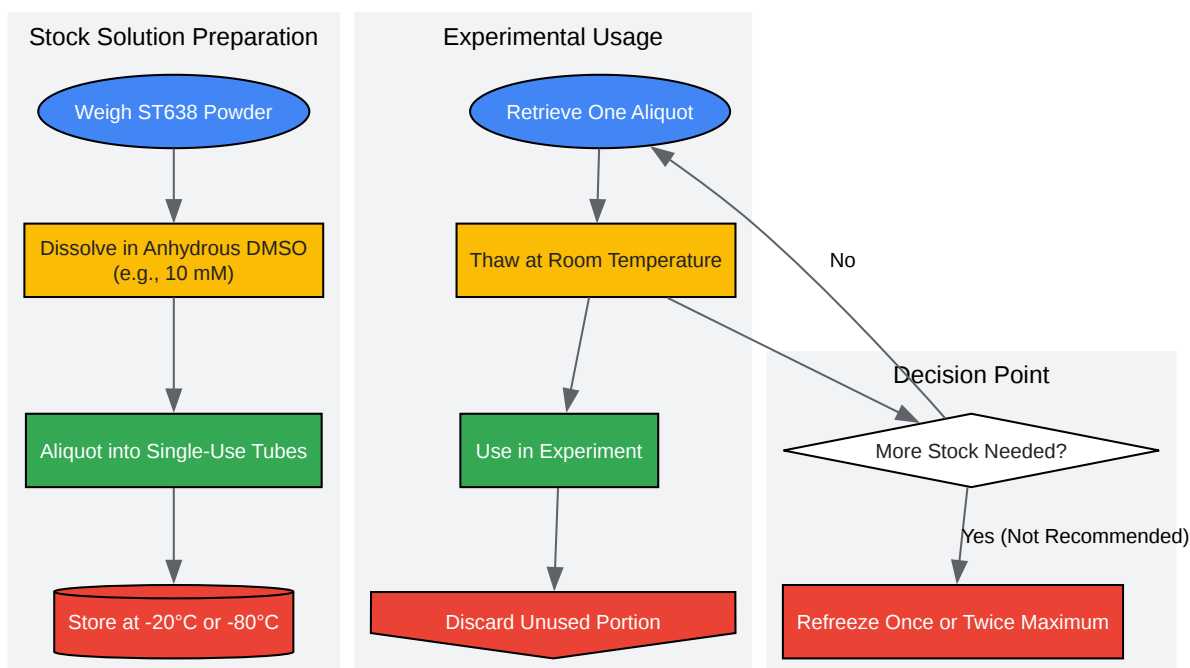 Stock Solution Preparation
Weigh ST638 Powder
Dissolve in Anhydrous DMSO
(e.g., 10 mM)
Aliquot into Single-Use Tubes
Store at -20°C or -80°C
Experimental Usage
Retrieve One Aliquot
Thaw at Room Temperature
Use in Experiment
Discard Unused Portion
No
Decision Point
More Stock Needed?
Yes (Not Recommended)
Refreeze Once or Twice Maximum